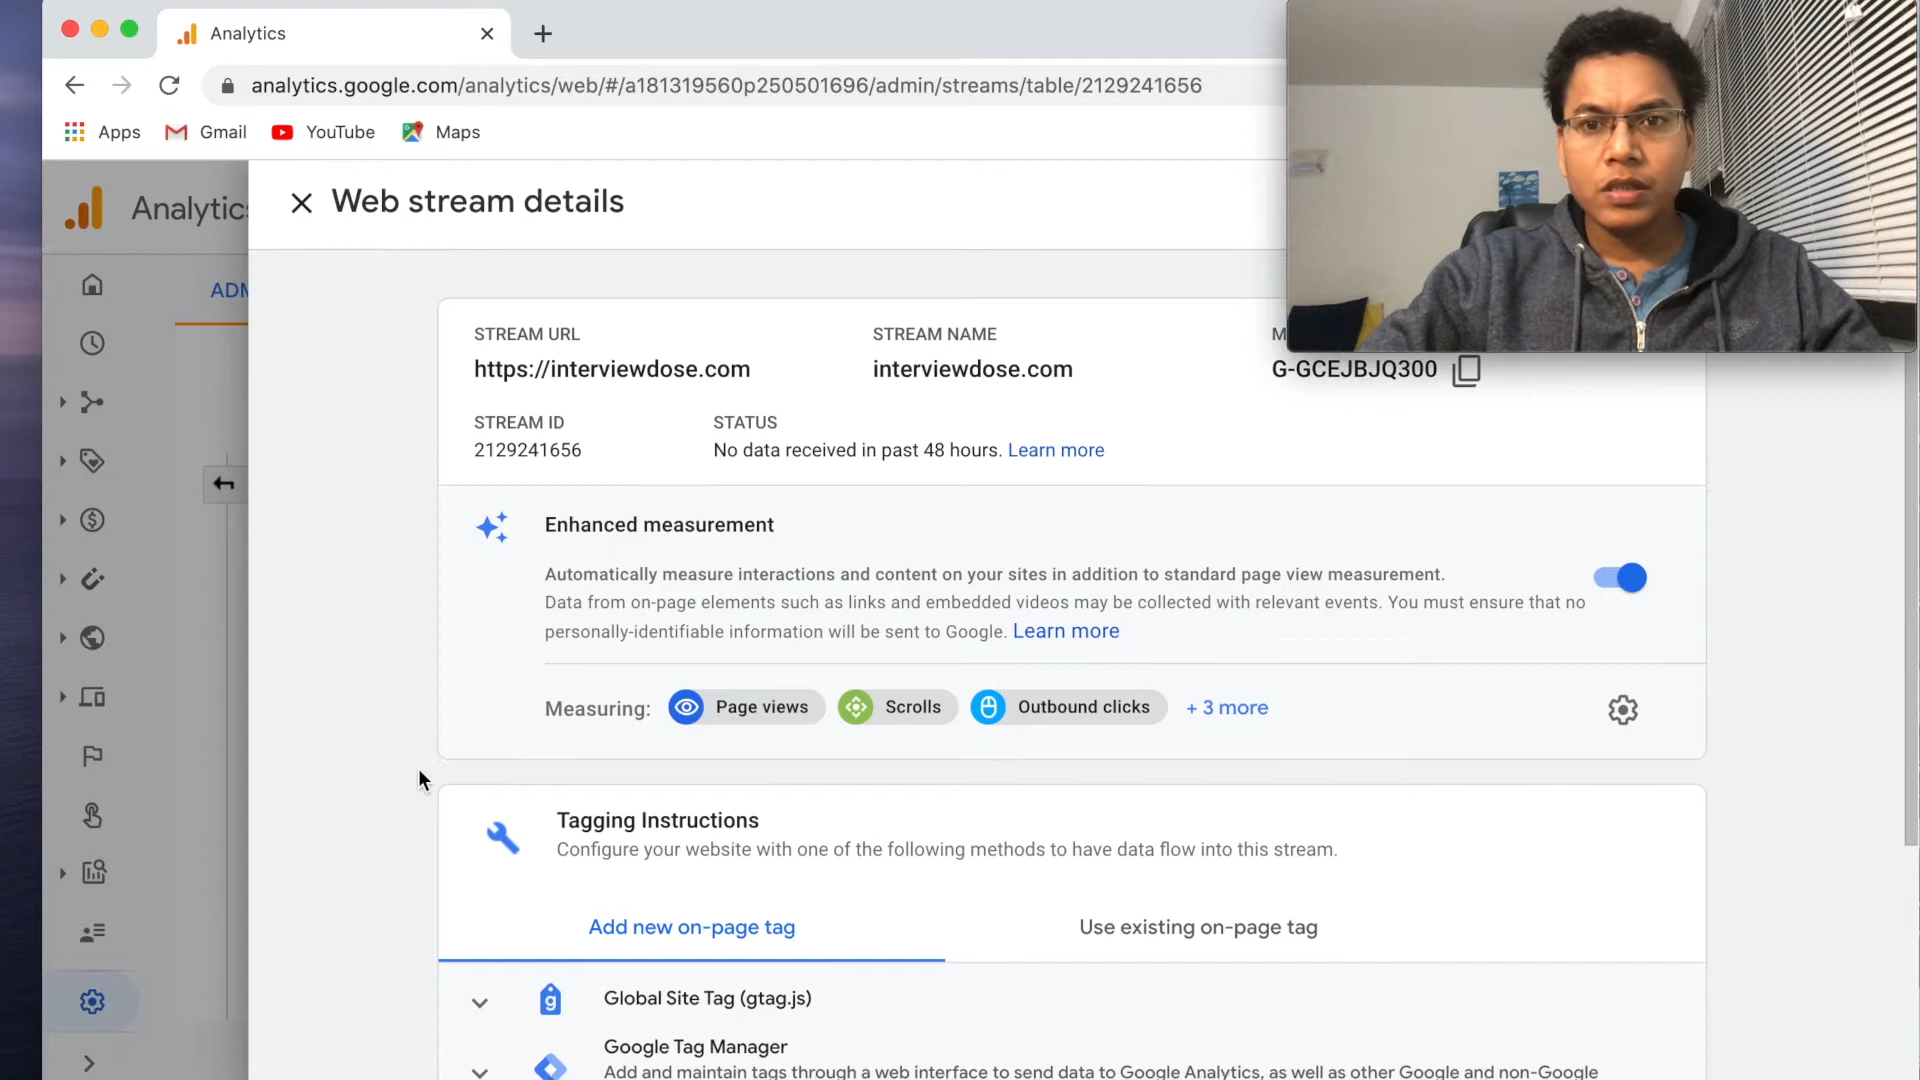 Analytics
analytics.google.com/analytics/web/#/a181319560p250501696/admin/streams/table/2129241656
Apps Gmail YouTube Maps
Analytics
Web stream details
ADM
STREAM URL STREAM NAME M
https://interviewdose.com interviewdose.com G-GCEJBJQ300
STREAM ID STATUS
2129241656 No data received in past 48 hours. Learn more
Enhanced measurement
Automatically measure interactions and content on your sites in addition to standard page view measurement.
Data from on-page elements such as links and embedded videos may be collected with relevant events. You must ensure that no
personally-identifiable information will be sent to Google. Learn more
Measuring: Page views Scrolls Outbound clicks + 3 more
Tagging Instructions
Configure your website with one of the following methods to have data flow into this stream.
Add new on-page tag Use existing on-page tag
g Global Site Tag (gtag.js)
Google Tag Manager
Add and maintain tags through a web interface to send data to Google Analytics, as well as other Google and non-Google